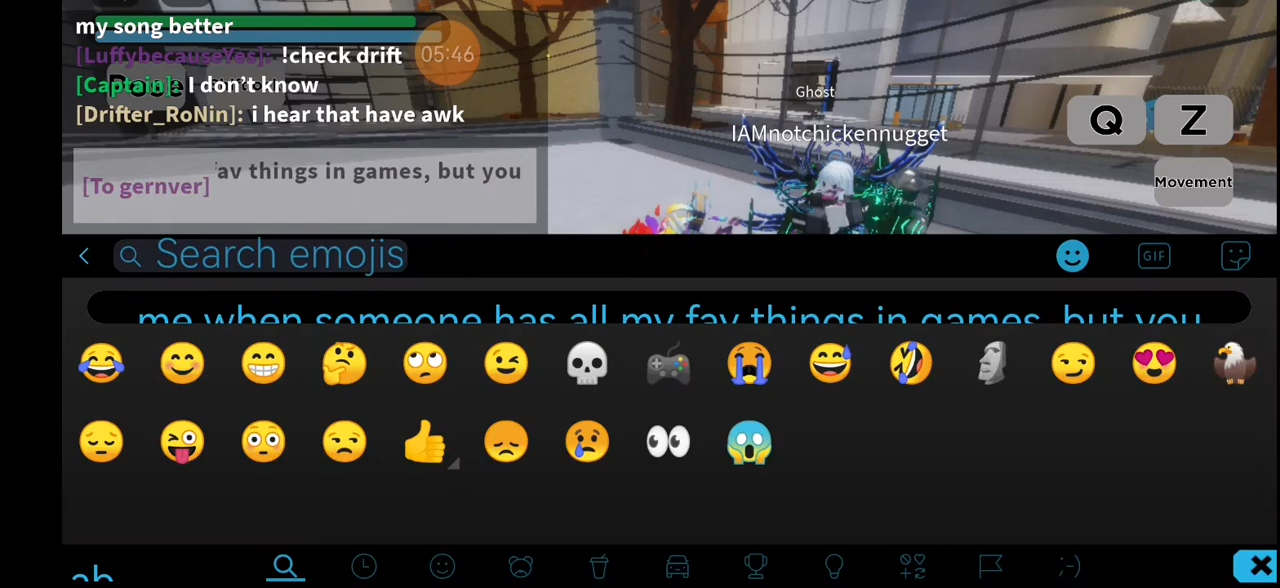 my song better
[LuffybecauseYes]: !check drift
05:46
[Captain]: I don't know
[Drifter_RoNin]: i hear that have awk
[To gernver] fav things in games, but you
Ghost
IAMnotchickennugget
Q
Z
Movement
Search emojis
GIF
me when someone has all my fav things in games, but you
ab
;-)